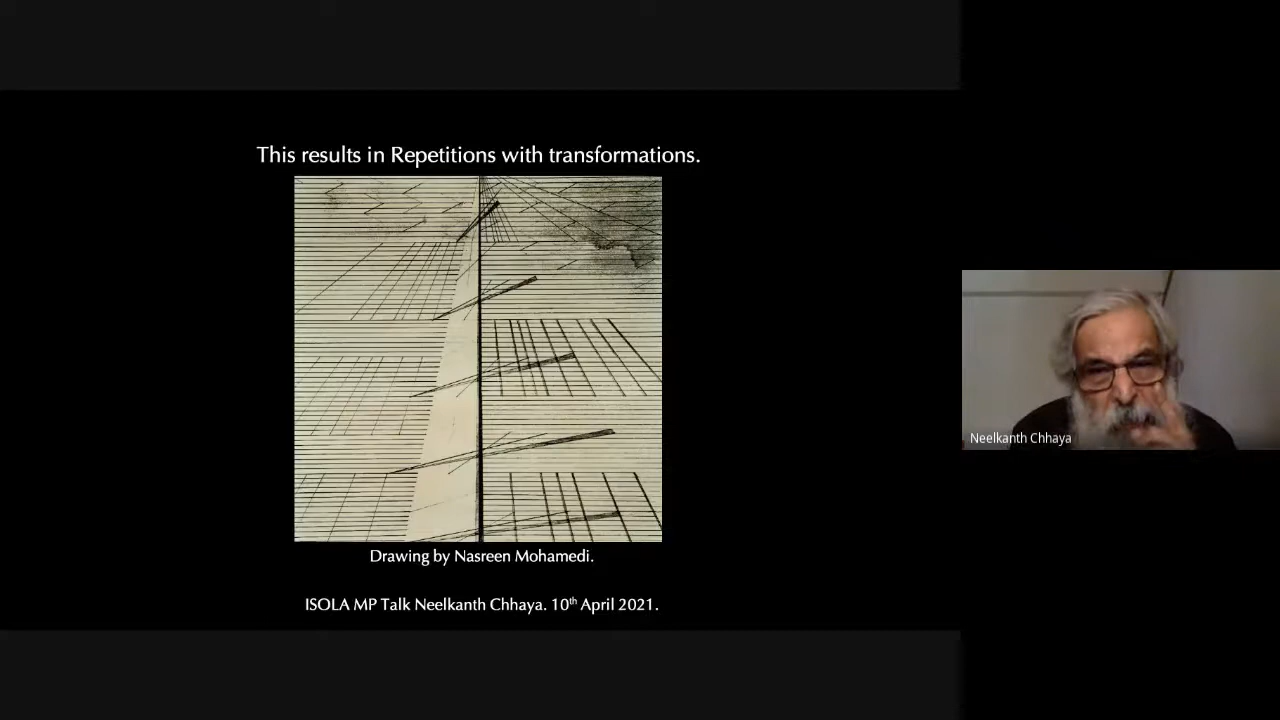 This results in Repetitions with transformations.
Drawing by Nasreen Mohamedi.
ISOLA MP Talk Neelkanth Chhaya. 10th April 2021.
Neelkanth Chhaya